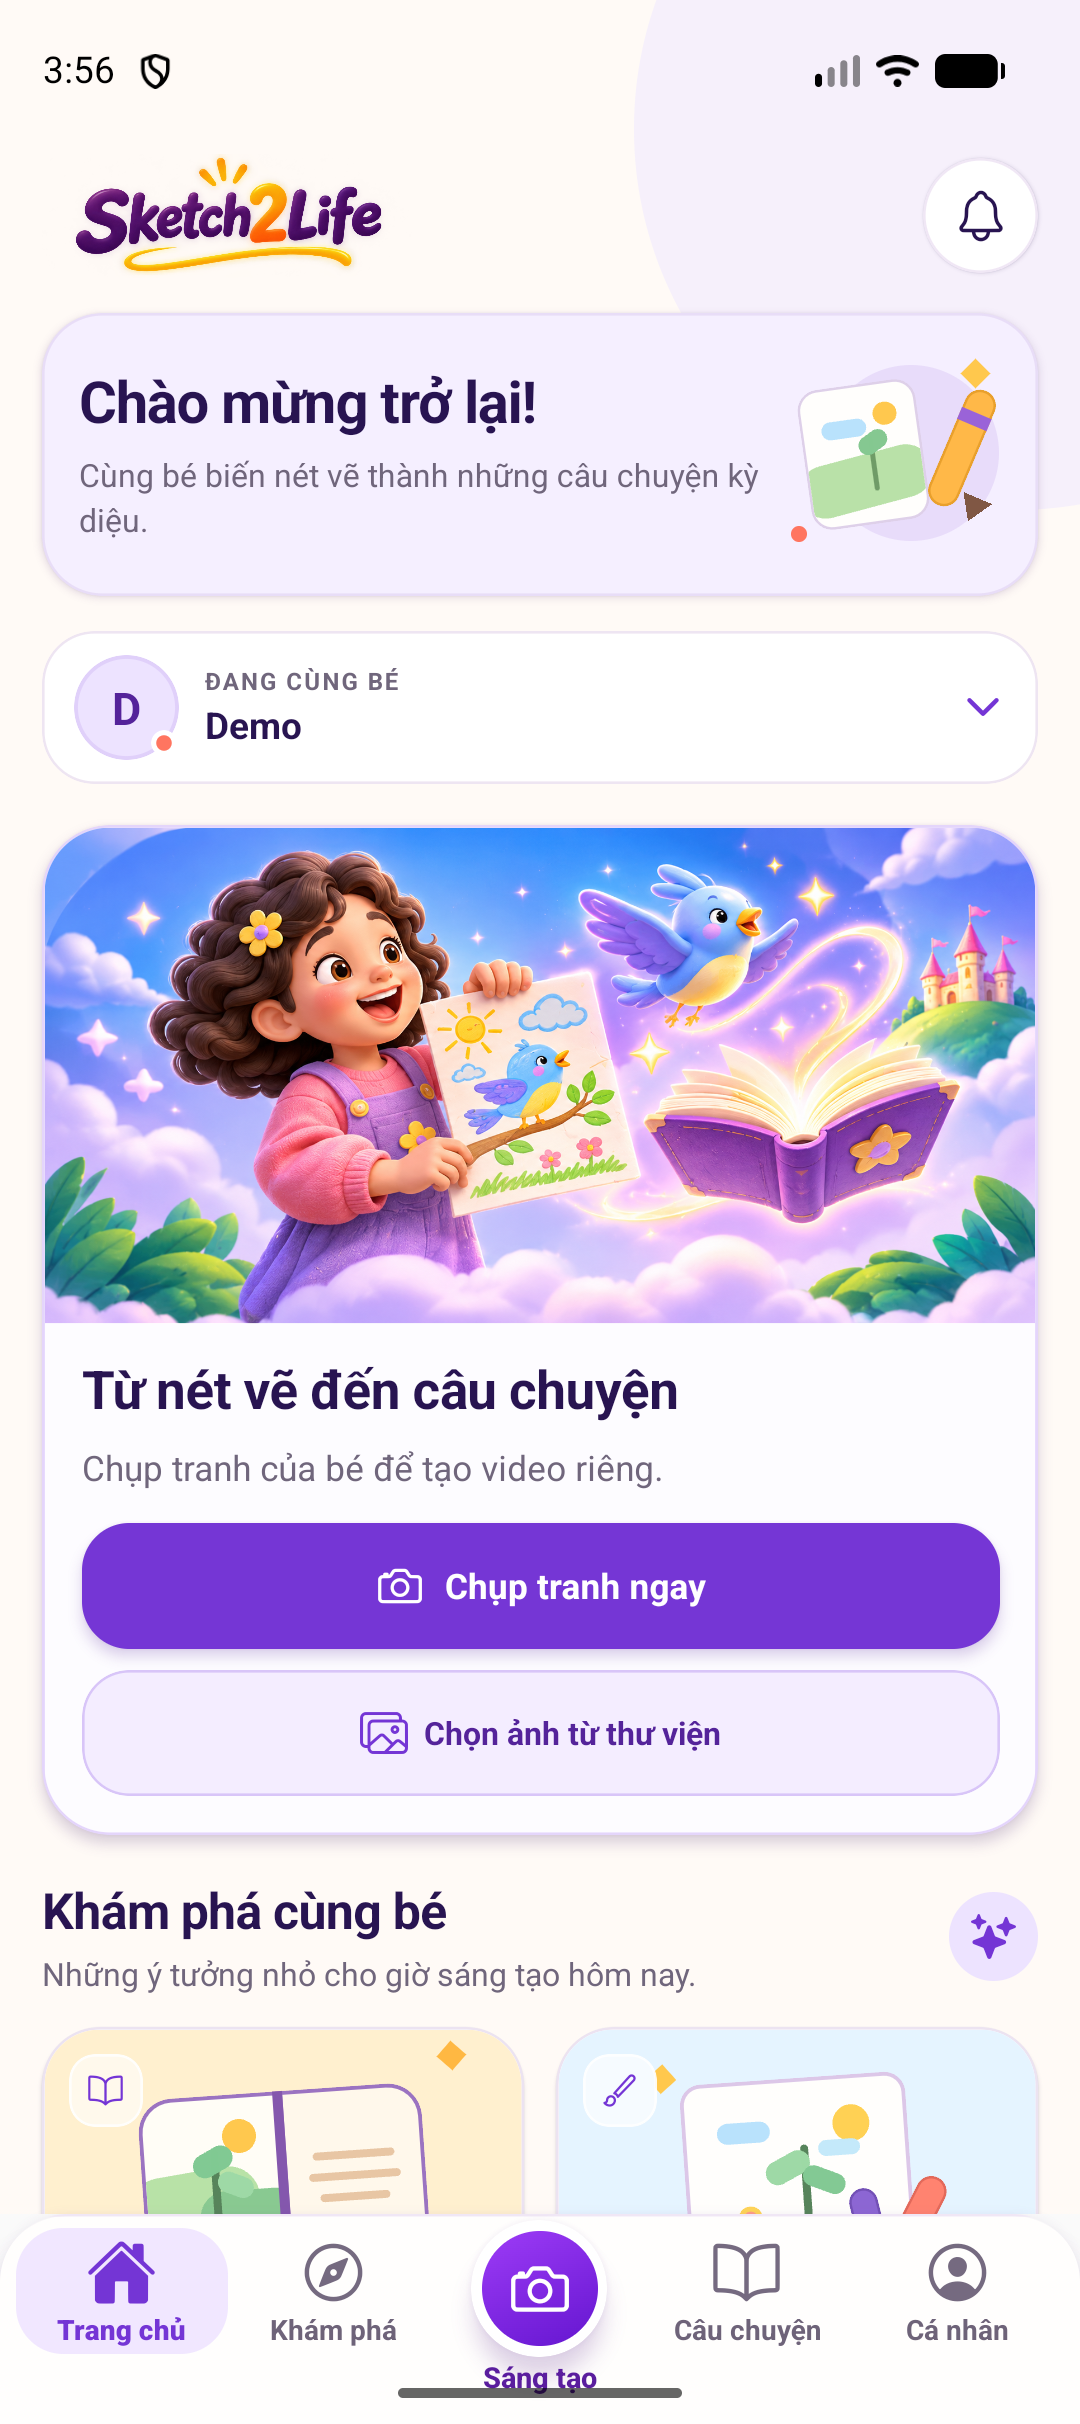 3:56
Sketch2Life
Chào mừng trở lại!
Cùng bé biến nét vẽ thành những câu chuyện kỳ
diệu.
D
ĐANG CÙNG BÉ
Demo
Từ nét vẽ đến câu chuyện
Chụp tranh của bé để tạo video riêng.
Chụp tranh ngay
Chọn ảnh từ thư viện
Khám phá cùng bé
Những ý tưởng nhỏ cho giờ sáng tạo hôm nay.
Trang chủ
Khám phá
Sáng tạo
Câu chuyện
Cá nhân